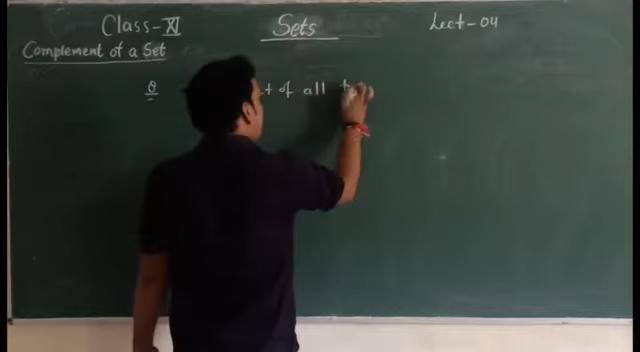 Class-XI Sets Lect-04
Complement of a Set
θ t of all